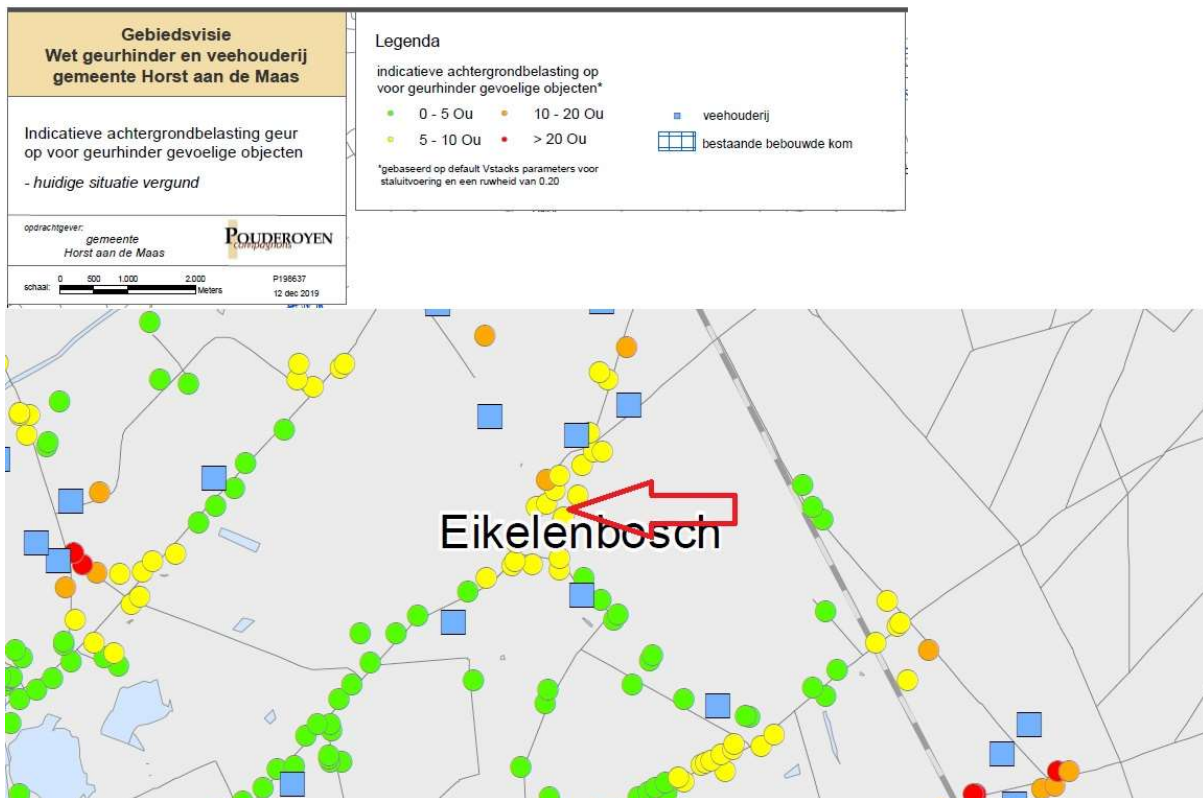 Gebiedsvisie
Wet geurhinder en veehouderij
gemeente Horst aan de Maas
Indicatieve achtergrondbelasting geur
op voor geurhinder gevoelige objecten
- huidige situatie vergund
opdrachtgever:
gemeente
Horst aan de Maas
POUDEROYEN
compagnons
schaal:
0 500 1.000 2.000
Meters
P198637
12 dec 2019
Legenda
indicatieve achtergrondbelasting op
voor geurhinder gevoelige objecten*
0 - 5 Ou
10 - 20 Ou
5 - 10 Ou
> 20 Ou
*gebaseerd op default Vstacks parameters voor
staluitvoering en een ruwheid van 0.20
veehouderij
bestaande bebouwde kom
Eikelenbosch